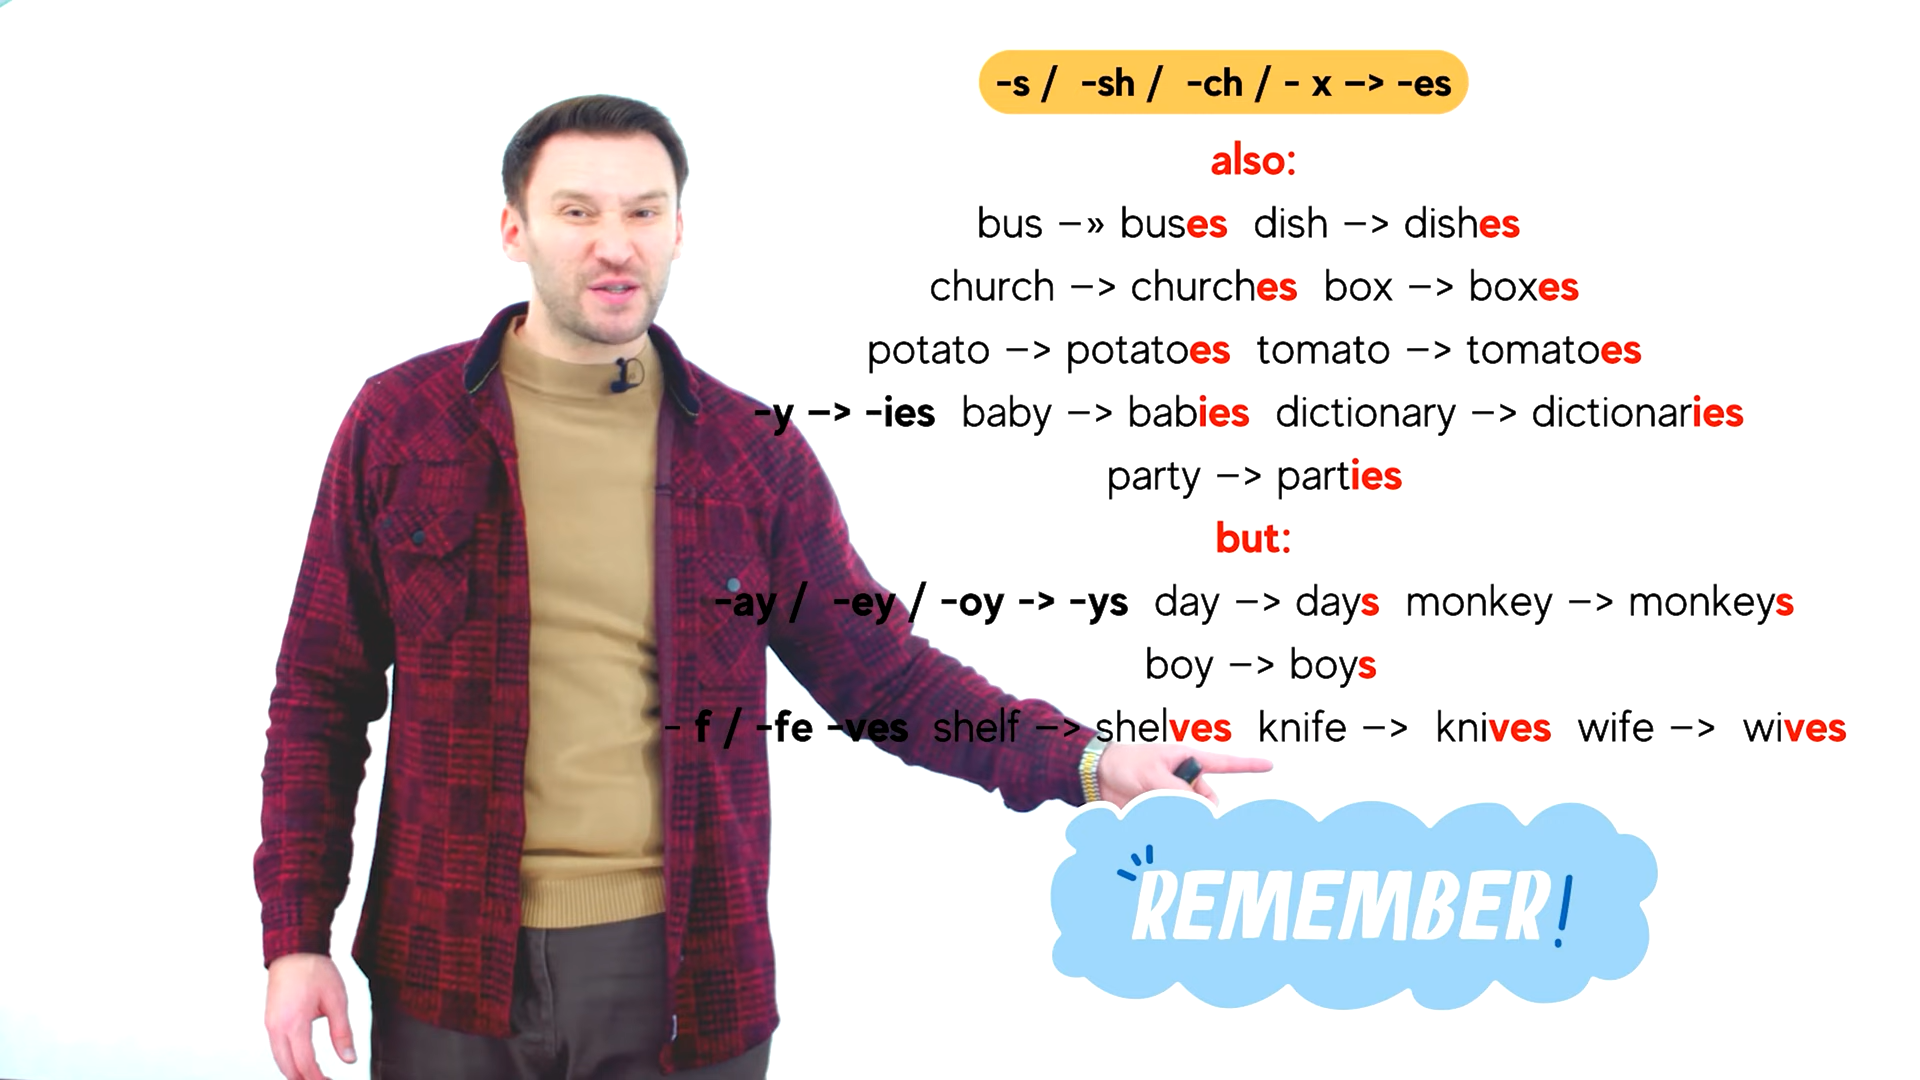 -s / -sh / -ch / - x –> -es
also:
bus –» buses dish –> dishes
church –> churches box –> boxes
potato –> potatoes tomato –> tomatoes
-y –> -ies baby –> babies dictionary –> dictionaries
party –> parties
but:
-ay / -ey / -oy -> -ys day –> days monkey –> monkeys
boy –> boys
- f / -fe -ves shelf –> shelves knife –> knives wife –> wives
REMEMBER!